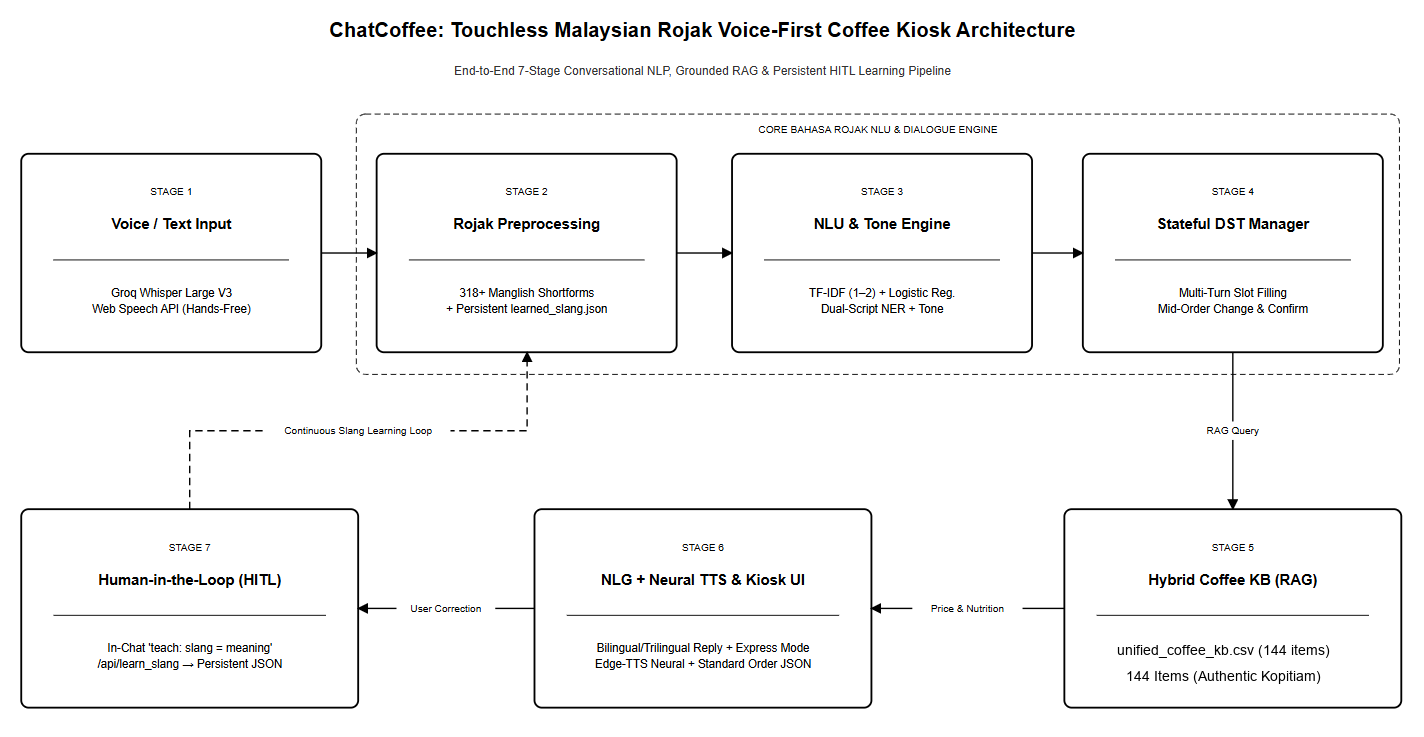 ChatCoffee: Touchless Malaysian Rojak Voice-First Coffee Kiosk Architecture
End-to-End 7-Stage Conversational NLP, Grounded RAG & Persistent HITL Learning Pipeline
CORE BAHASA ROJAK NLU & DIALOGUE ENGINE
STAGE 1
Voice / Text Input
Groq Whisper Large V3
Web Speech API (Hands-Free)
STAGE 2
Rojak Preprocessing
318+ Manglish Shortforms
+ Persistent learned_slang.json
STAGE 3
NLU & Tone Engine
TF-IDF (1–2) + Logistic Reg.
Dual-Script NER + Tone
STAGE 4
Stateful DST Manager
Multi-Turn Slot Filling
Mid-Order Change & Confirm
Continuous Slang Learning Loop
RAG Query
STAGE 7
Human-in-the-Loop (HITL)
In-Chat 'teach: slang = meaning'
/api/learn_slang → Persistent JSON
User Correction
STAGE 6
NLG + Neural TTS & Kiosk UI
Bilingual/Trilingual Reply + Express Mode
Edge-TTS Neural + Standard Order JSON
Price & Nutrition
STAGE 5
Hybrid Coffee KB (RAG)
unified_coffee_kb.csv (144 items)
144 Items (Authentic Kopitiam)